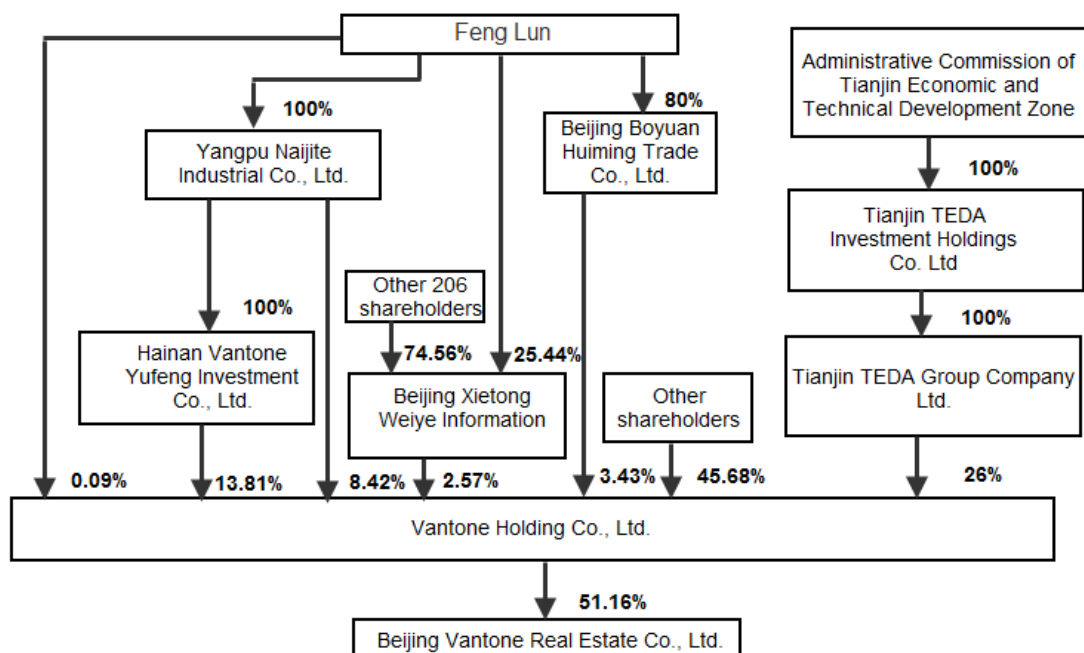 Feng Lun
Administrative Commission of
Tianjin Economic and
Technical Development Zone
100%
80%
Yangpu Naijite
Industrial Co., Ltd.
Beijing Boyuan
Huiming Trade
Co., Ltd.
100%
Tianjin TEDA
Investment Holdings
Co. Ltd
Other 206
shareholders
100%
100%
Hainan Vantone
Yufeng Investment
Co., Ltd.
74.56%
25.44%
Tianjin TEDA Group Company
Ltd.
Beijing Xietong
Weiye Information
Other
shareholders
0.09%
13.81%
8.42%
2.57%
3.43%
45.68%
26%
Vantone Holding Co., Ltd.
51.16%
Beijing Vantone Real Estate Co., Ltd.